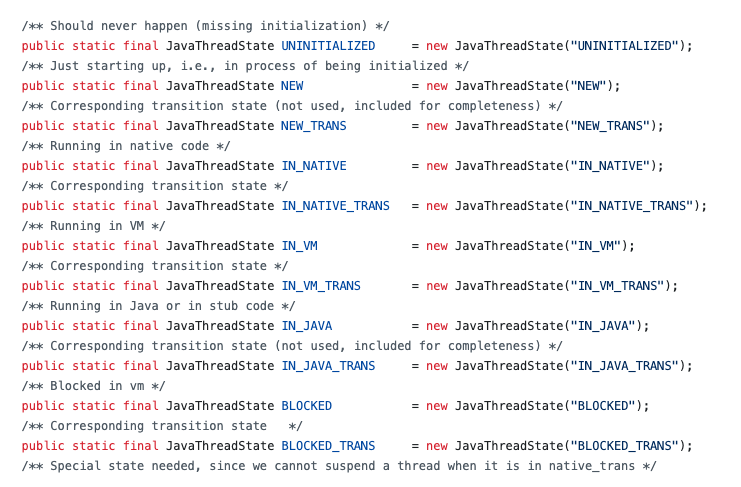 /** Should never happen (missing initialization) */
public static final JavaThreadState UNINITIALIZED     = new JavaThreadState("UNINITIALIZED");
/** Just starting up, i.e., in process of being initialized */
public static final JavaThreadState NEW               = new JavaThreadState("NEW");
/** Corresponding transition state (not used, included for completeness) */
public static final JavaThreadState NEW_TRANS         = new JavaThreadState("NEW_TRANS");
/** Running in native code */
public static final JavaThreadState IN_NATIVE         = new JavaThreadState("IN_NATIVE");
/** Corresponding transition state */
public static final JavaThreadState IN_NATIVE_TRANS   = new JavaThreadState("IN_NATIVE_TRANS");
/** Running in VM */
public static final JavaThreadState IN_VM             = new JavaThreadState("IN_VM");
/** Corresponding transition state */
public static final JavaThreadState IN_VM_TRANS       = new JavaThreadState("IN_VM_TRANS");
/** Running in Java or in stub code */
public static final JavaThreadState IN_JAVA           = new JavaThreadState("IN_JAVA");
/** Corresponding transition state (not used, included for completeness) */
public static final JavaThreadState IN_JAVA_TRANS     = new JavaThreadState("IN_JAVA_TRANS");
/** Blocked in vm */
public static final JavaThreadState BLOCKED           = new JavaThreadState("BLOCKED");
/** Corresponding transition state   */
public static final JavaThreadState BLOCKED_TRANS     = new JavaThreadState("BLOCKED_TRANS");
/** Special state needed, since we cannot suspend a thread when it is in native_trans */